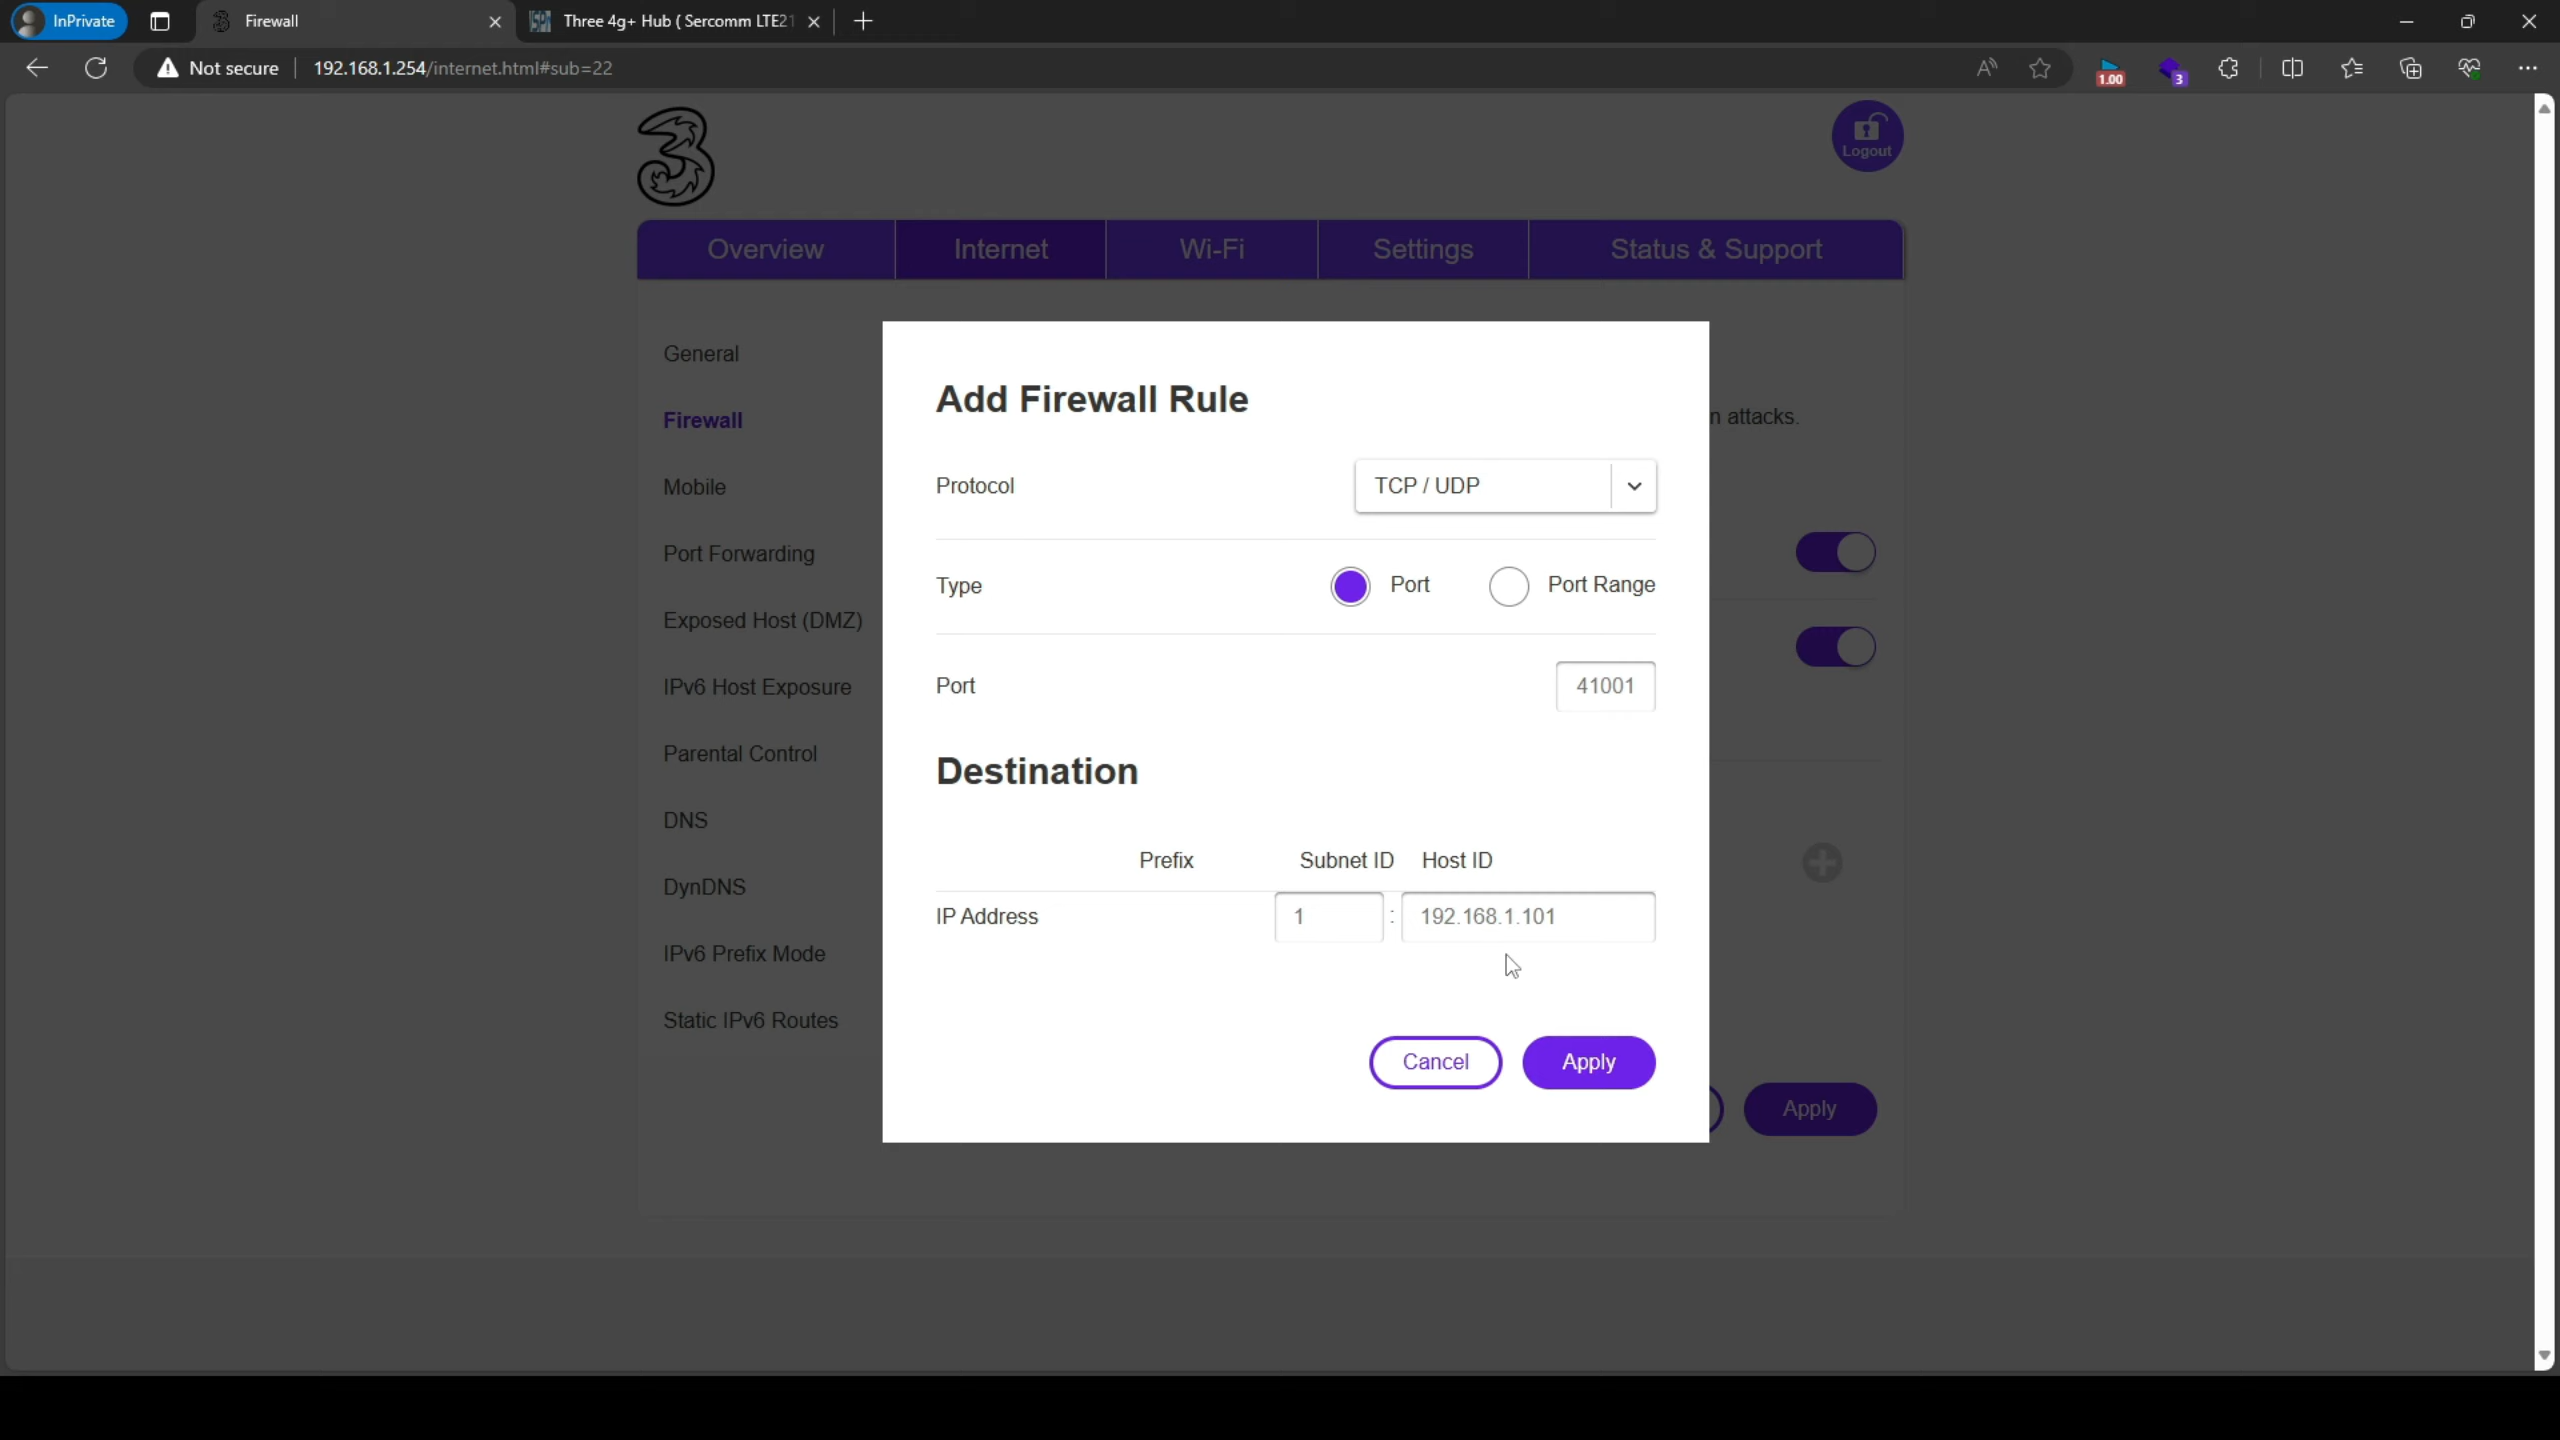 InPrivate
Firewall
Three 4g+ Hub ( Sercomm LTE21
Not secure
192.168.1.254/internet.html#sub=22
1.00
3
3
Logout
Overview
Internet
Wi-Fi
Settings
Status & Support
General
Firewall
Mobile
Port Forwarding
Exposed Host (DMZ)
IPv6 Host Exposure
Parental Control
DNS
DynDNS
IPv6 Prefix Mode
Static IPv6 Routes
n attacks.
Add Firewall Rule
Protocol
TCP / UDP
Type
Port
Port Range
Port
41001
Destination
Prefix Subnet ID Host ID
IP Address
1 : 192.168.1.101
Cancel
Apply
Apply